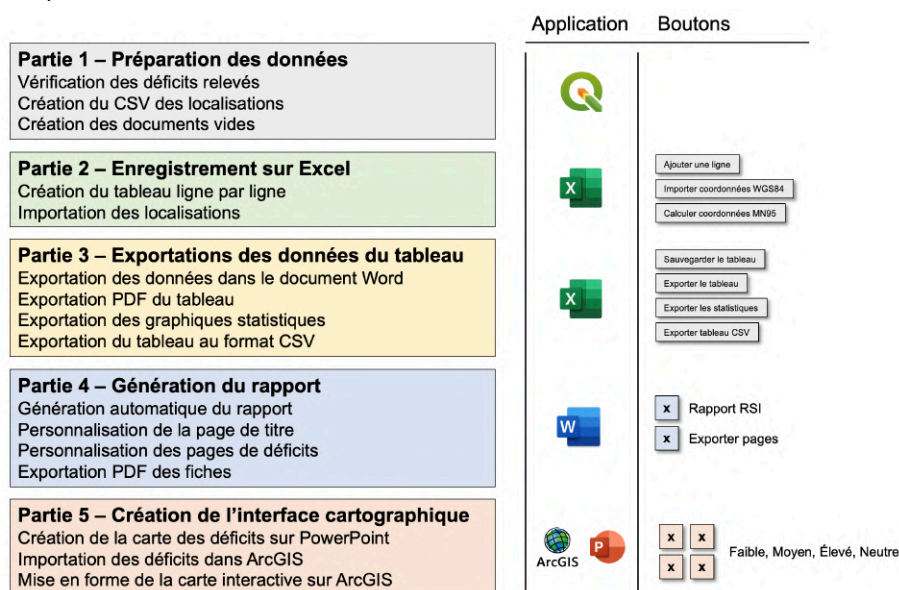 Application Boutons
Partie 1 – Préparation des données
Vérification des déficits relevés
Création du CSV des localisations
Création des documents vides
Partie 2 – Enregistrement sur Excel
Création du tableau ligne par ligne
Importation des localisations
X
Ajouter une ligne
Importer coordonnées WGS84
Calculer coordonnées MN95
Partie 3 – Exportations des données du tableau
Exportation des données dans le document Word
Exportation PDF du tableau
Exportation des graphiques statistiques
Exportation du tableau au format CSV
X
Sauvegarder le tableau
Exporter le tableau
Exporter les statistiques
Exporter tableau CSV
Partie 4 – Génération du rapport
Génération automatique du rapport
Personnalisation de la page de titre
Personnalisation des pages de déficits
Exportation PDF des fiches
W
x Rapport RSI
x Exporter pages
Partie 5 – Création de l’interface cartographique
Création de la carte des déficits sur PowerPoint
Importation des déficits dans ArcGIS
Mise en forme de la carte interactive sur ArcGIS
ArcGIS
P
x x
x x
Faible, Moyen, Élevé, Neutre